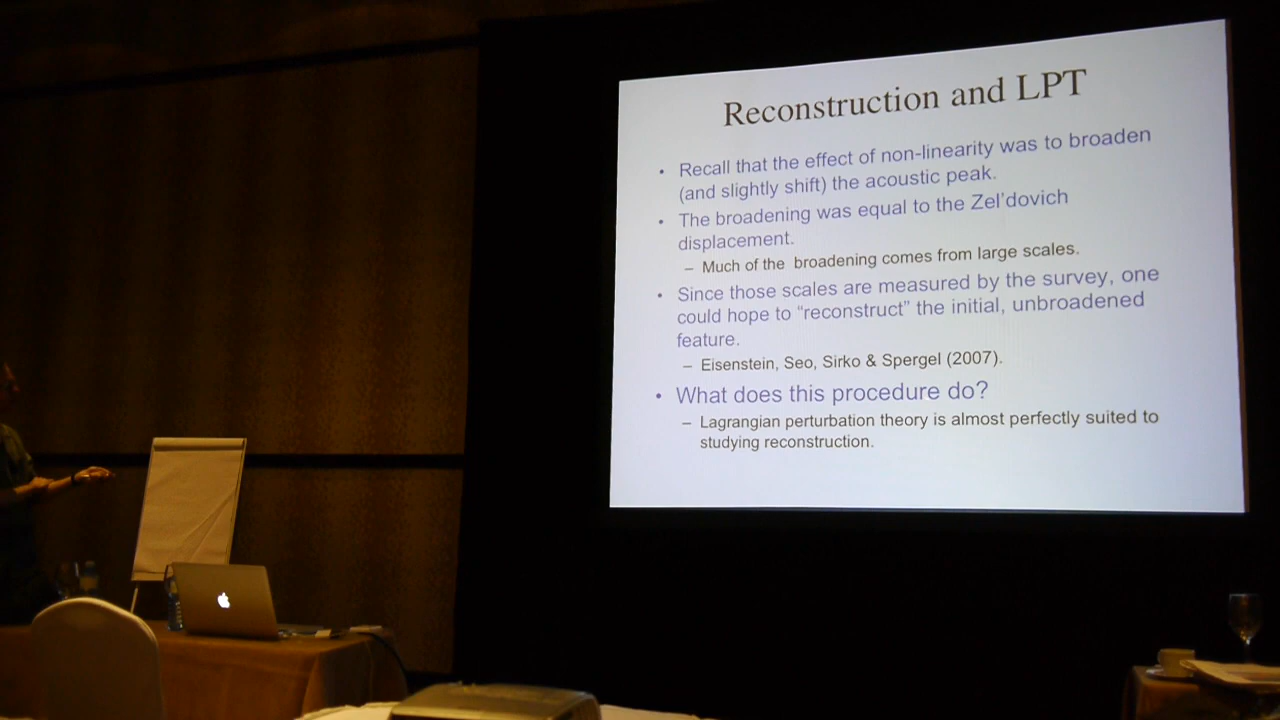 Reconstruction and LPT
• Recall that the effect of non-linearity was to broaden
(and slightly shift) the acoustic peak.
• The broadening was equal to the Zel’dovich
displacement.
– Much of the broadening comes from large scales.
• Since those scales are measured by the survey, one
could hope to “reconstruct” the initial, unbroadened
feature.
– Eisenstein, Seo, Sirko & Spergel (2007).
• What does this procedure do?
– Lagrangian perturbation theory is almost perfectly suited to
studying reconstruction.